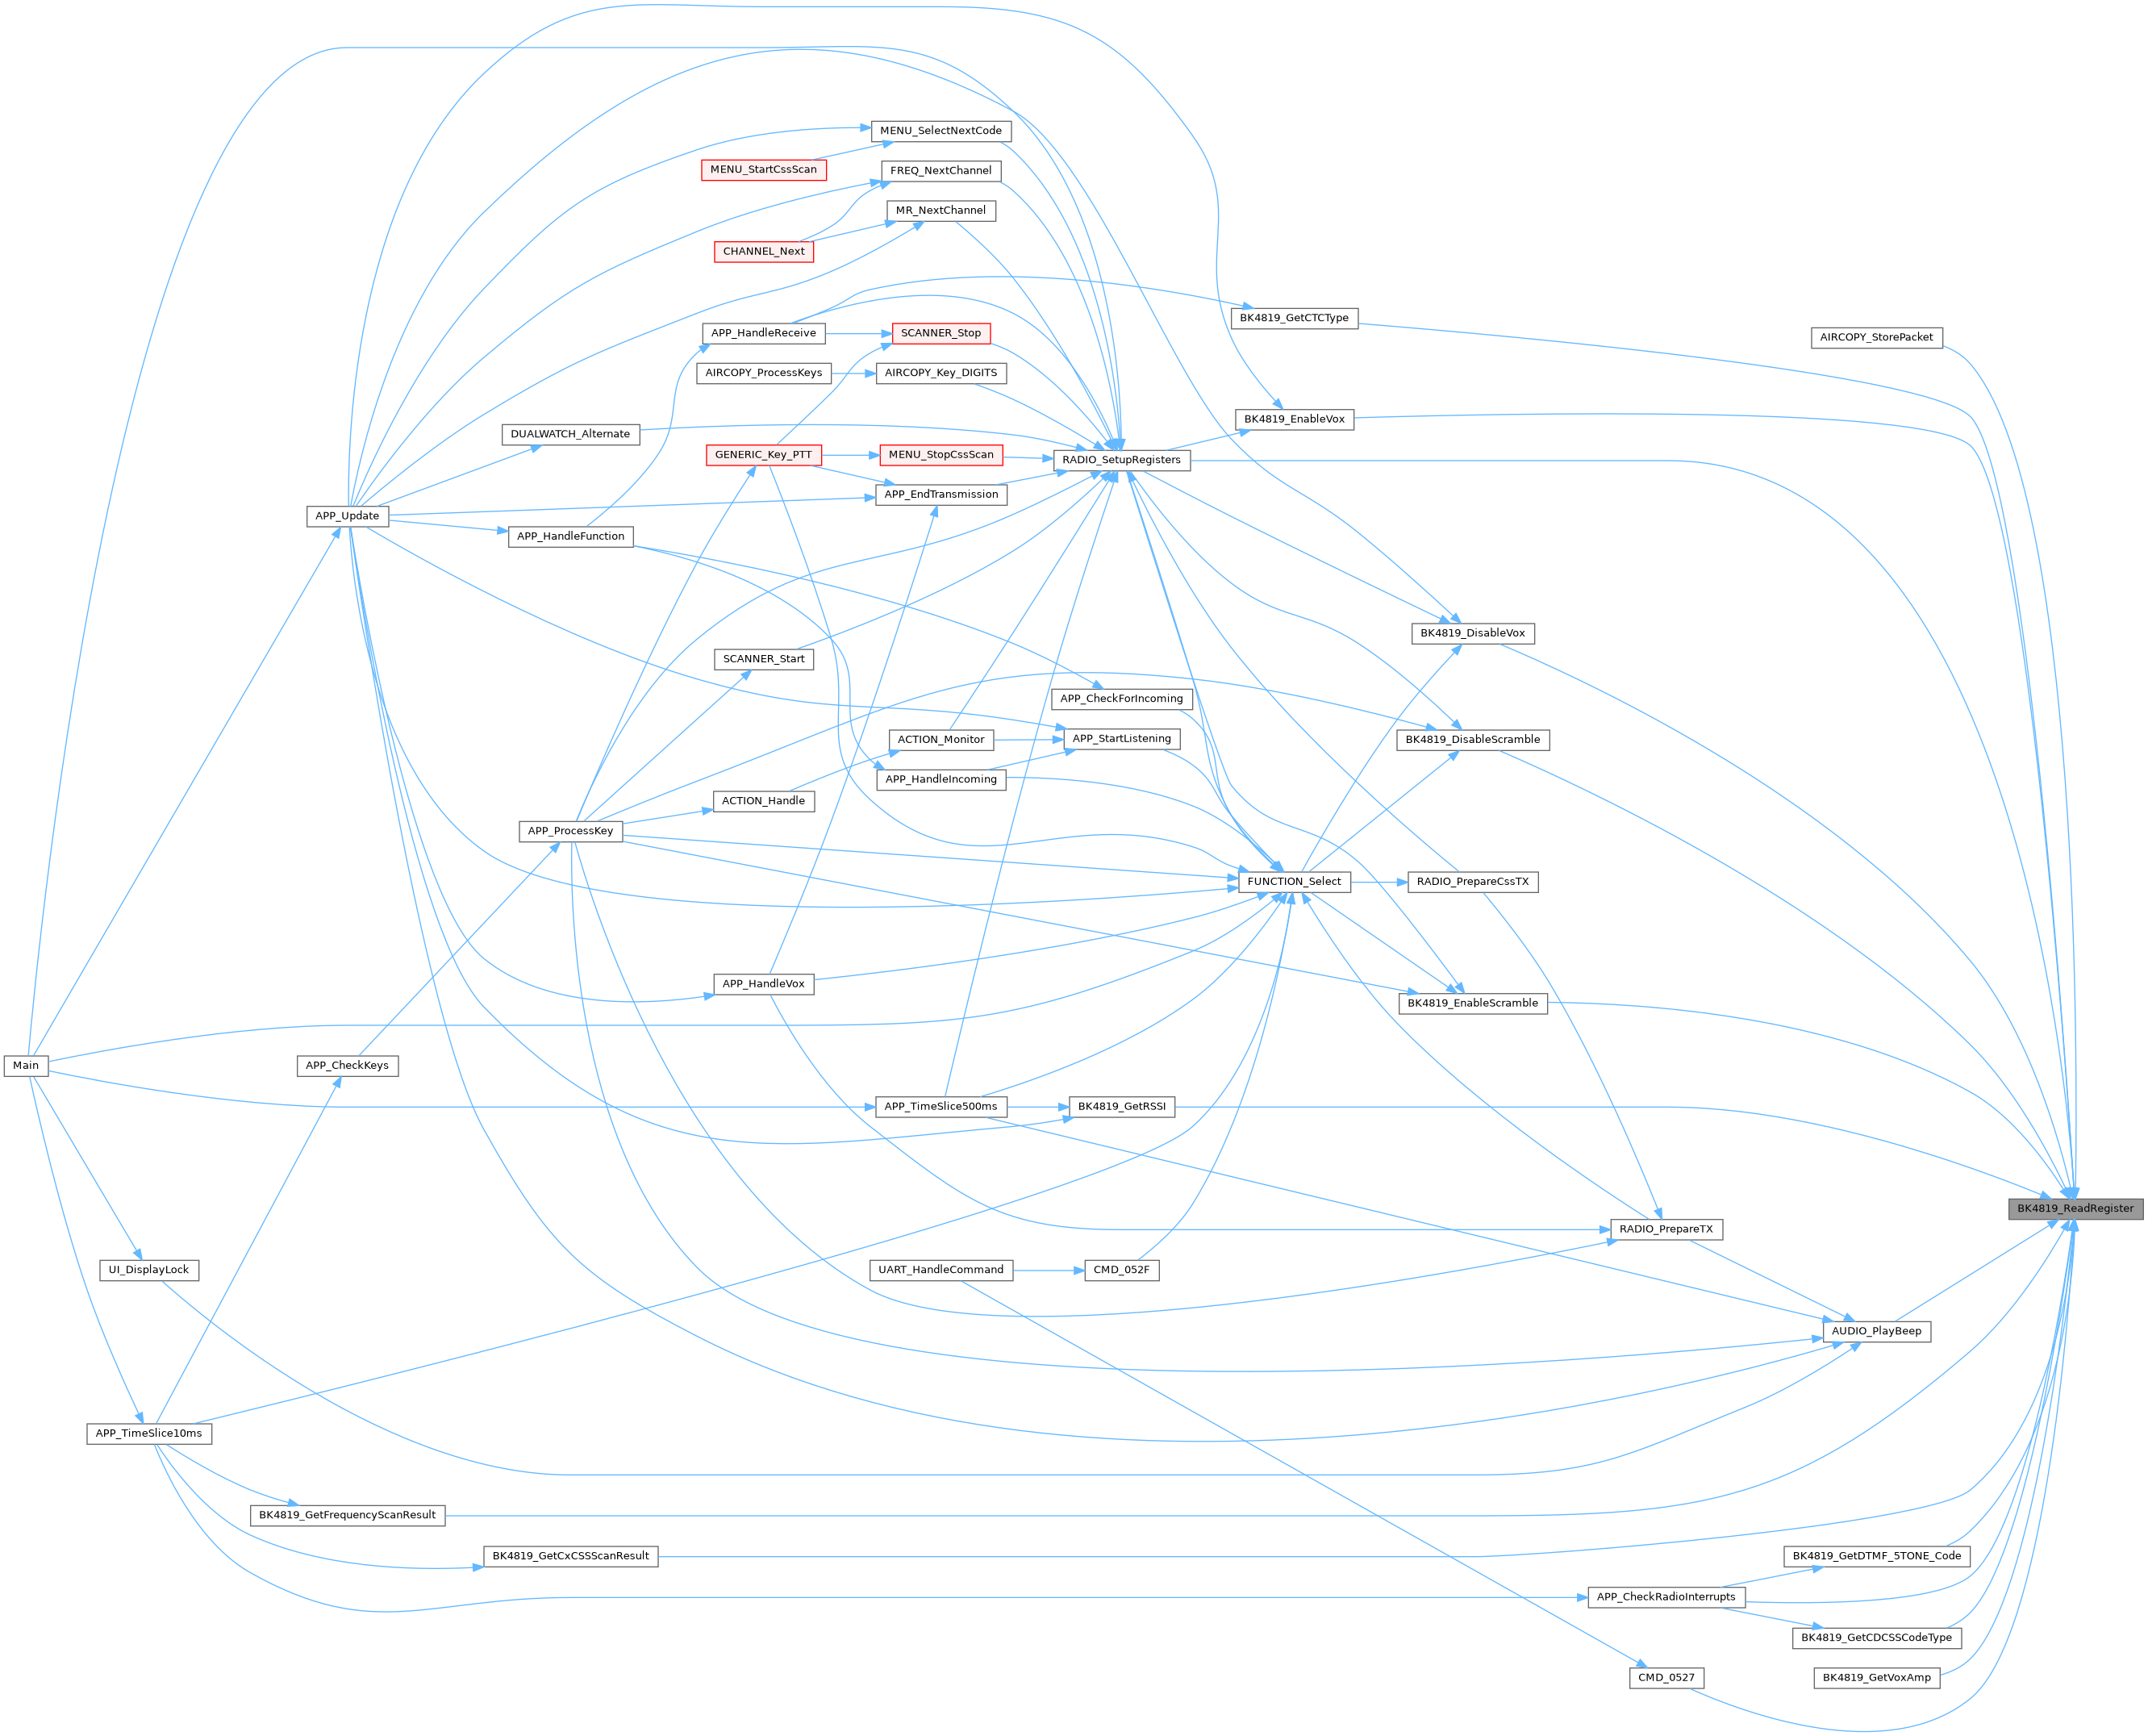 MENU_SelectNextCode
MENU_StartCssScan
FREQ_NextChannel
MR_NextChannel
CHANNEL_Next
BK4819_GetCTCType
APP_HandleReceive
SCANNER_Stop
AIRCOPY_StorePacket
AIRCOPY_ProcessKeys
AIRCOPY_Key_DIGITS
BK4819_EnableVox
DUALWATCH_Alternate
GENERIC_Key_PTT
MENU_StopCssScan
RADIO_SetupRegisters
APP_EndTransmission
APP_Update
APP_HandleFunction
BK4819_DisableVox
SCANNER_Start
APP_CheckForIncoming
ACTION_Monitor
APP_StartListening
BK4819_DisableScramble
APP_HandleIncoming
ACTION_Handle
APP_ProcessKey
FUNCTION_Select
RADIO_PrepareCssTX
APP_HandleVox
BK4819_EnableScramble
Main
APP_CheckKeys
APP_TimeSlice500ms
BK4819_GetRSSI
BK4819_ReadRegister
RADIO_PrepareTX
UI_DisplayLock
UART_HandleCommand
CMD_052F
AUDIO_PlayBeep
APP_TimeSlice10ms
BK4819_GetFrequencyScanResult
BK4819_GetCxCSSScanResult
BK4819_GetDTMF_5TONE_Code
APP_CheckRadioInterrupts
BK4819_GetCDCSSCodeType
CMD_0527
BK4819_GetVoxAmp